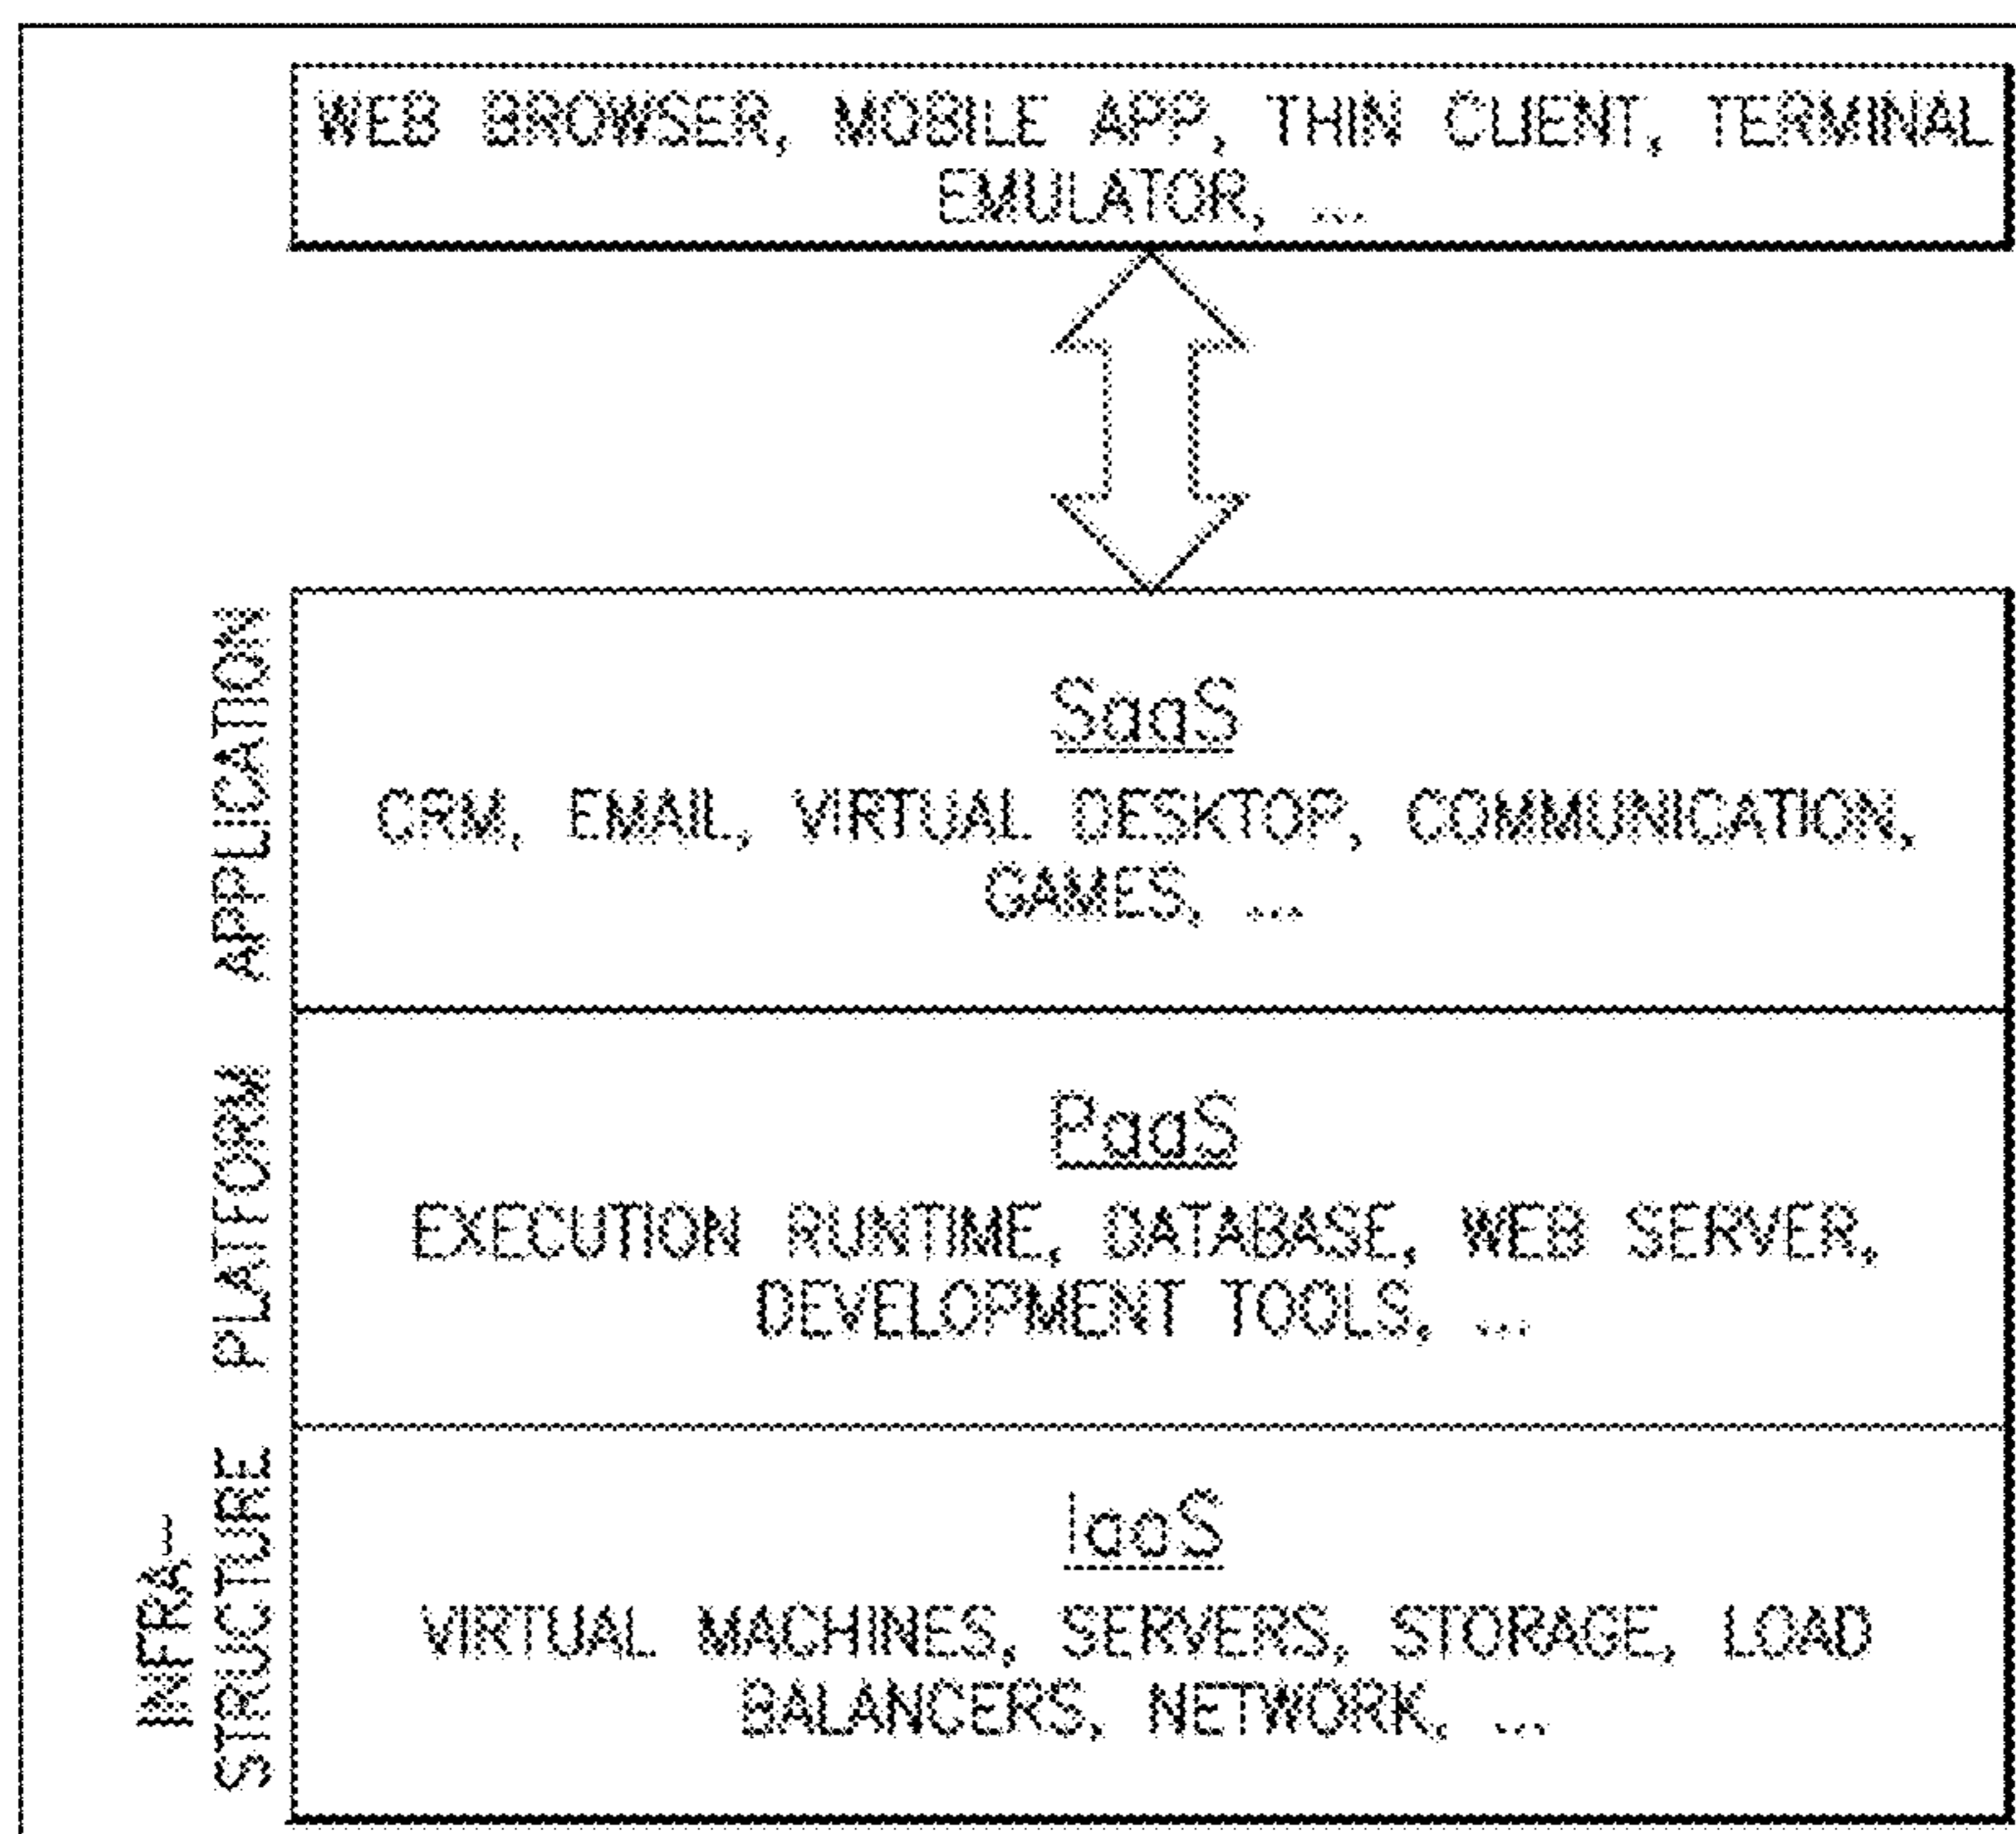 WEB BROWSER, MOBILE APP, THIN CLIENT, TERMINAL
EMULATOR, ...
APPLICATION
SaaS
CRM, EMAIL, VIRTUAL DESKTOP, COMMUNICATION,
GAMES, ...
PLATFORM
PaaS
EXECUTION RUNTIME, DATABASE, WEB SERVER,
DEVELOPMENT TOOLS, ...
INFRA-
STRUCTURE
IaaS
VIRTUAL MACHINES, SERVERS, STORAGE, LOAD
BALANCERS, NETWORK, ...